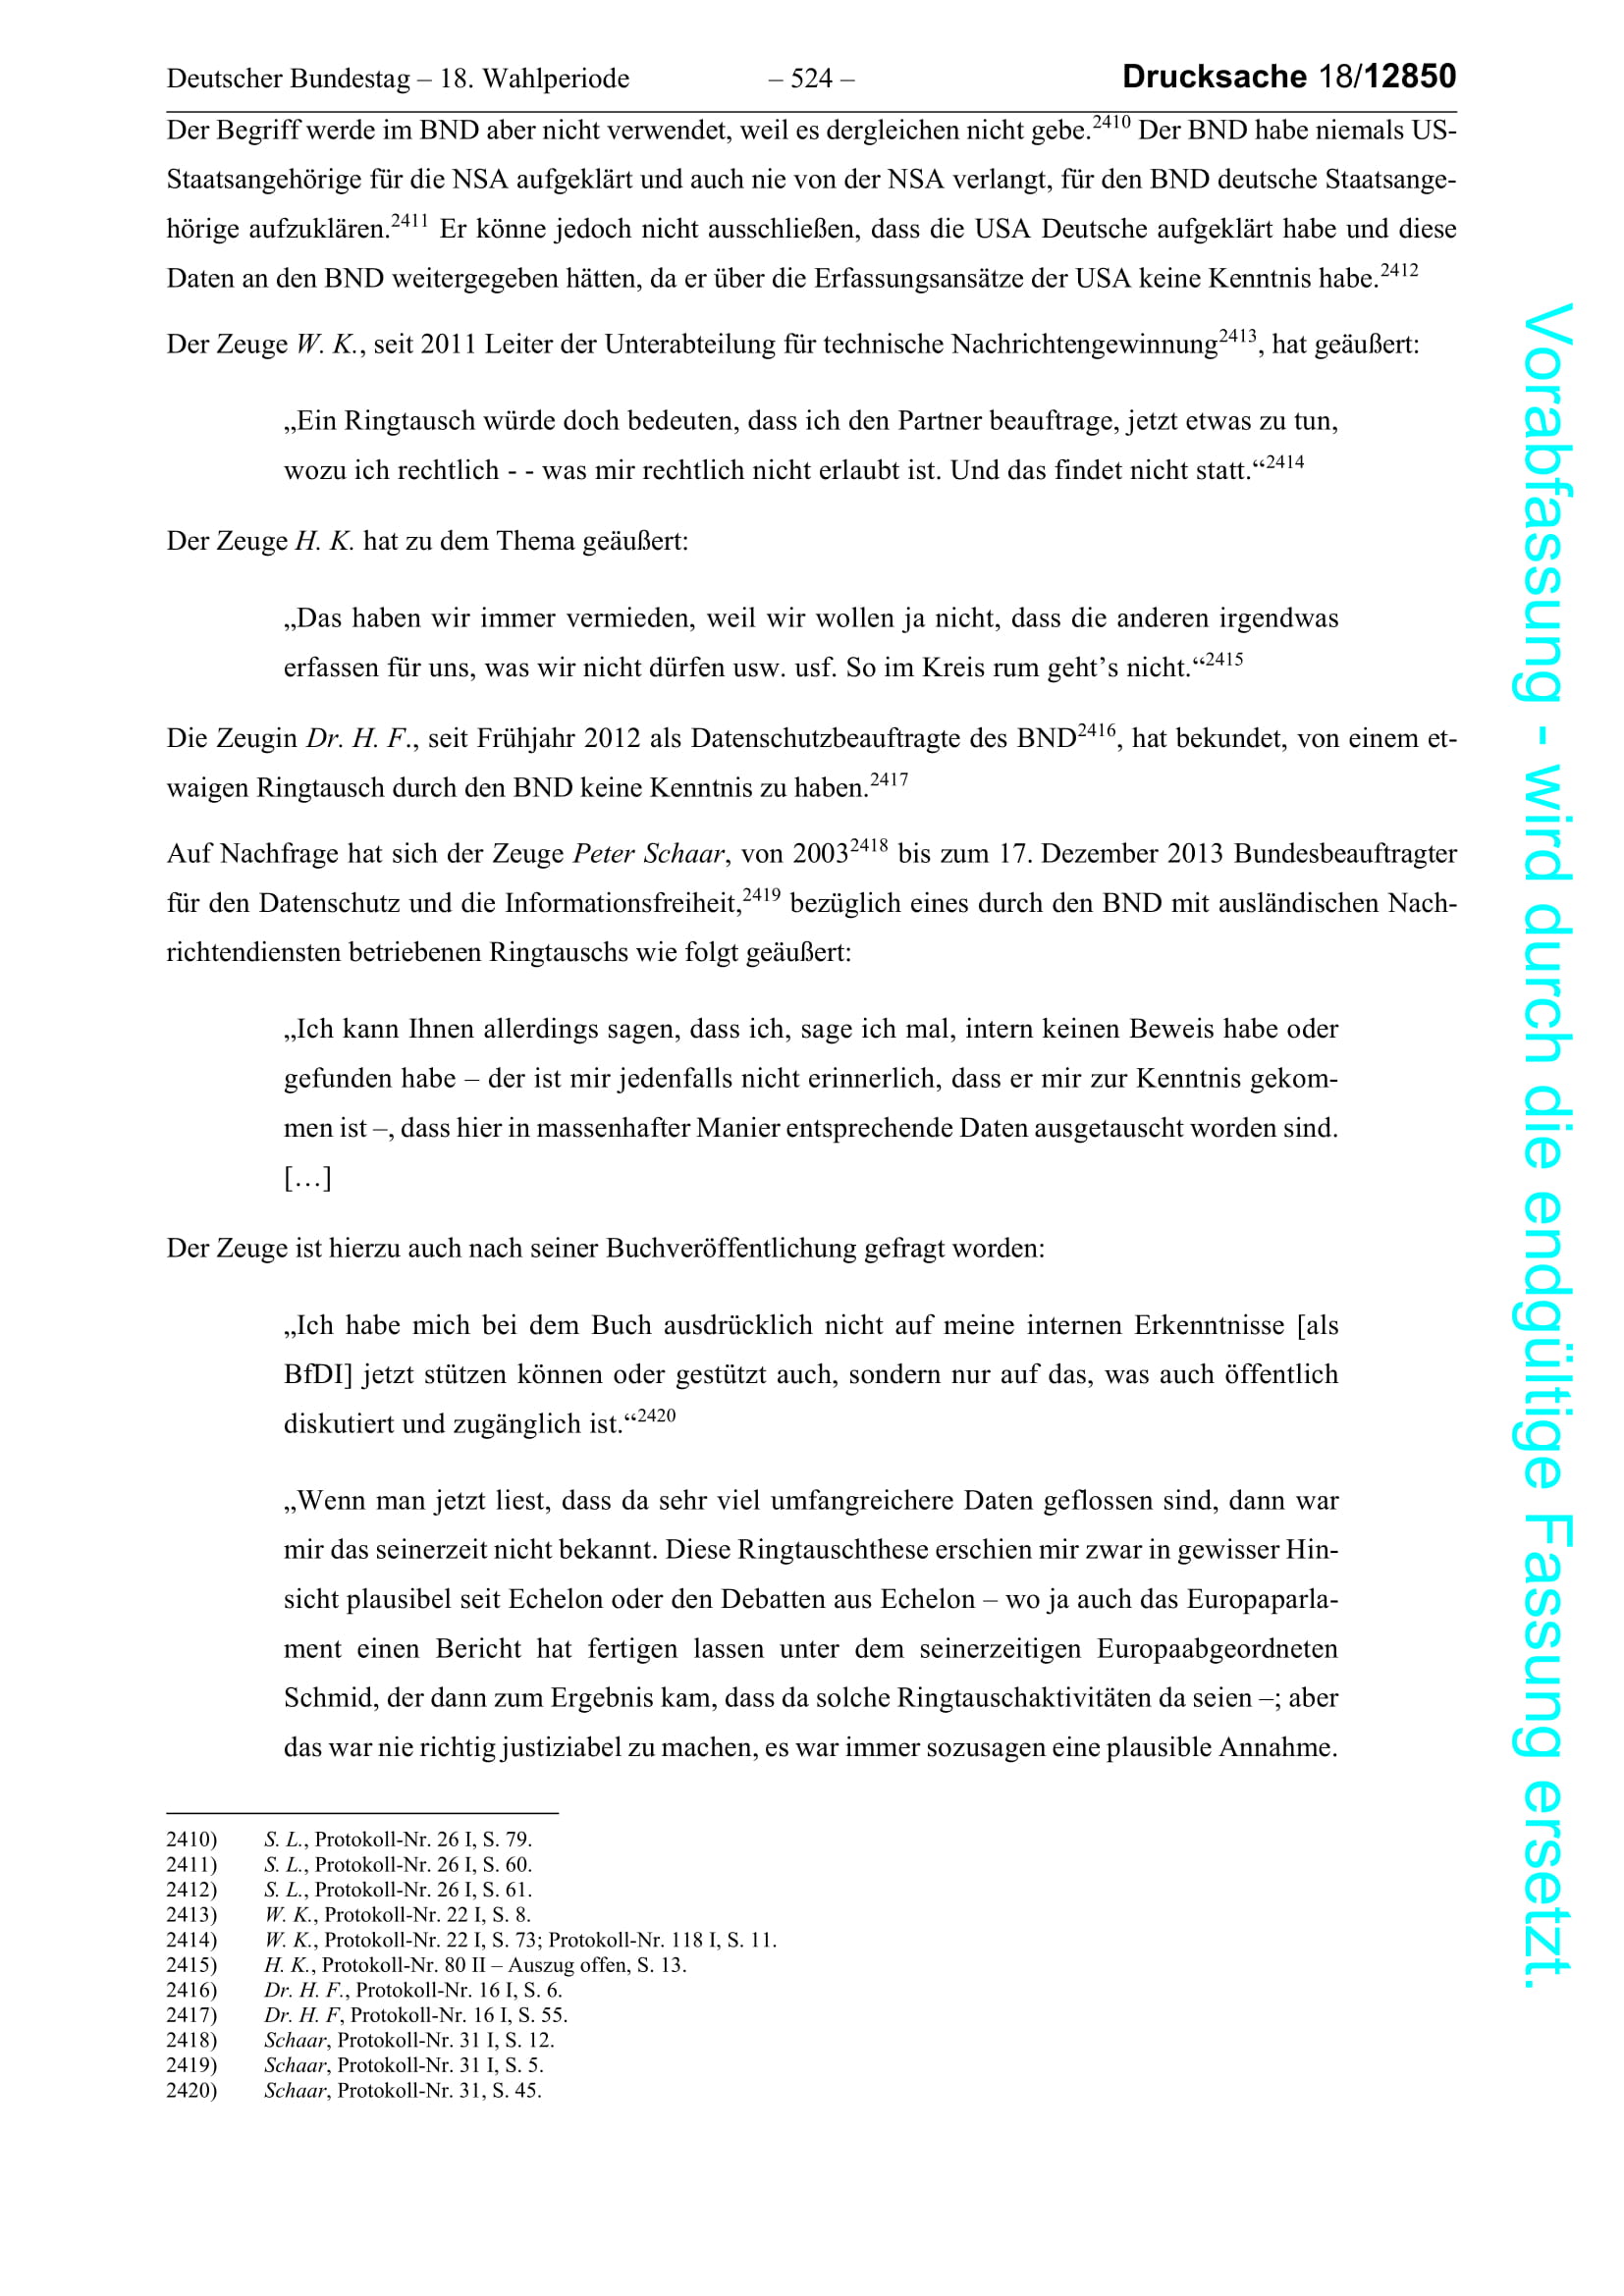 Deutscher Bundestag – 18. Wahlperiode – 524 – Drucksache 18/12850
Der Begriff werde im BND aber nicht verwendet, weil es dergleichen nicht gebe.2410 Der BND habe niemals US-
Staatsangehörige für die NSA aufgeklärt und auch nie von der NSA verlangt, für den BND deutsche Staatsange-
hörige aufzuklären.2411 Er könne jedoch nicht ausschließen, dass die USA Deutsche aufgeklärt habe und diese
Daten an den BND weitergegeben hätten, da er über die Erfassungsansätze der USA keine Kenntnis habe.2412
Der Zeuge W. K., seit 2011 Leiter der Unterabteilung für technische Nachrichtengewinnung2413, hat geäußert:
„Ein Ringtausch würde doch bedeuten, dass ich den Partner beauftrage, jetzt etwas zu tun,
wozu ich rechtlich - - was mir rechtlich nicht erlaubt ist. Und das findet nicht statt.“2414
Der Zeuge H. K. hat zu dem Thema geäußert:
„Das haben wir immer vermieden, weil wir wollen ja nicht, dass die anderen irgendwas
erfassen für uns, was wir nicht dürfen usw. usf. So im Kreis rum geht’s nicht.“2415
Die Zeugin Dr. H. F., seit Frühjahr 2012 als Datenschutzbeauftragte des BND2416, hat bekundet, von einem et-
waigen Ringtausch durch den BND keine Kenntnis zu haben.2417
Auf Nachfrage hat sich der Zeuge Peter Schaar, von 20032418 bis zum 17. Dezember 2013 Bundesbeauftragter
für den Datenschutz und die Informationsfreiheit,2419 bezüglich eines durch den BND mit ausländischen Nach-
richtendiensten betriebenen Ringtauschs wie folgt geäußert:
„Ich kann Ihnen allerdings sagen, dass ich, sage ich mal, intern keinen Beweis habe oder
gefunden habe – der ist mir jedenfalls nicht erinnerlich, dass er mir zur Kenntnis gekom-
men ist –, dass hier in massenhafter Manier entsprechende Daten ausgetauscht worden sind.
[…]
Der Zeuge ist hierzu auch nach seiner Buchveröffentlichung gefragt worden:
„Ich habe mich bei dem Buch ausdrücklich nicht auf meine internen Erkenntnisse [als
BfDI] jetzt stützen können oder gestützt auch, sondern nur auf das, was auch öffentlich
diskutiert und zugänglich ist.“2420
„Wenn man jetzt liest, dass da sehr viel umfangreichere Daten geflossen sind, dann war
mir das seinerzeit nicht bekannt. Diese Ringtauschthese erschien mir zwar in gewisser Hin-
sicht plausibel seit Echelon oder den Debatten aus Echelon – wo ja auch das Europaparla-
ment einen Bericht hat fertigen lassen unter dem seinerzeitigen Europaabgeordneten
Schmid, der dann zum Ergebnis kam, dass da solche Ringtauschaktivitäten da seien –; aber
das war nie richtig justiziabel zu machen, es war immer sozusagen eine plausible Annahme.
2410) S. L., Protokoll-Nr. 26 I, S. 79.
2411) S. L., Protokoll-Nr. 26 I, S. 60.
2412) S. L., Protokoll-Nr. 26 I, S. 61.
2413) W. K., Protokoll-Nr. 22 I, S. 8.
2414) W. K., Protokoll-Nr. 22 I, S. 73; Protokoll-Nr. 118 I, S. 11.
2415) H. K., Protokoll-Nr. 80 II – Auszug offen, S. 13.
2416) Dr. H. F., Protokoll-Nr. 16 I, S. 6.
2417) Dr. H. F, Protokoll-Nr. 16 I, S. 55.
2418) Schaar, Protokoll-Nr. 31 I, S. 12.
2419) Schaar, Protokoll-Nr. 31 I, S. 5.
2420) Schaar, Protokoll-Nr. 31, S. 45.
Vorabfassung - wird durch die endgültige Fassung ersetzt.